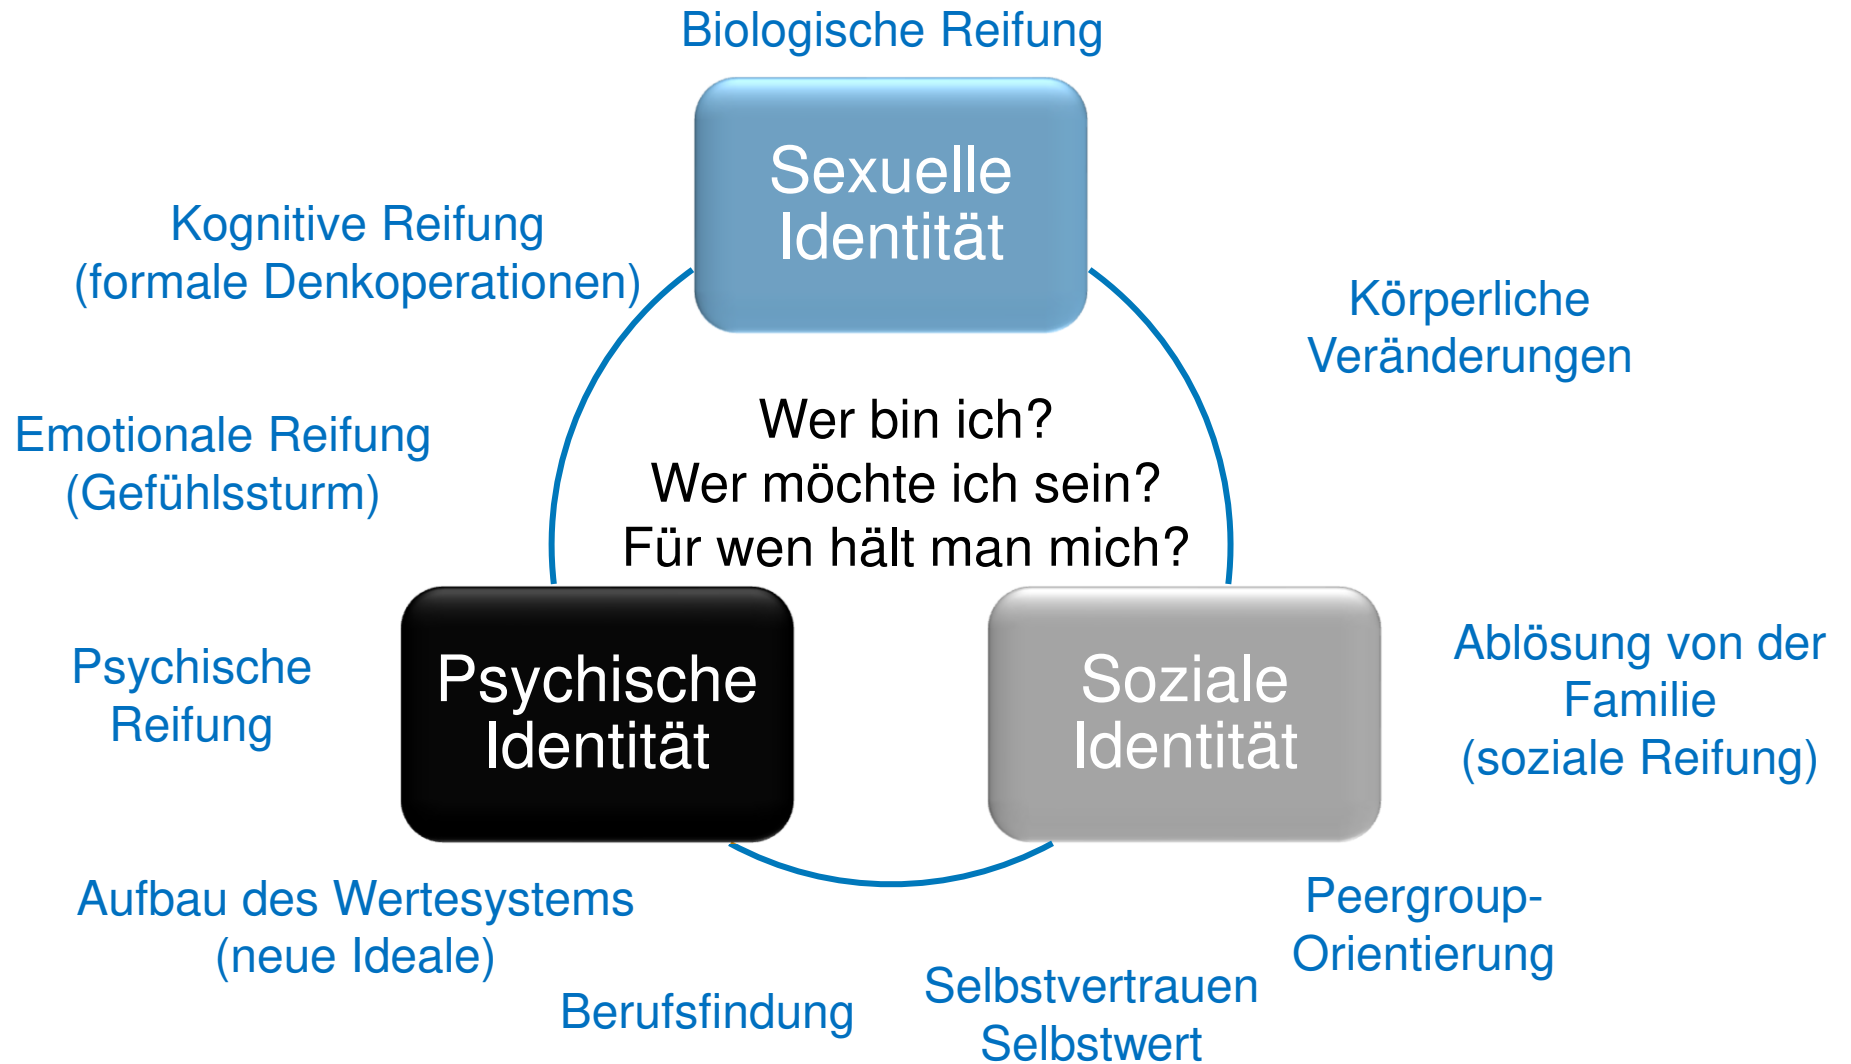 Biologische Reifung
Sexuelle
Identität
Kognitive Reifung
(formale Denkoperationen)
Körperliche
Veränderungen
Emotionale Reifung
(Gefühlssturm)
Wer bin ich?
Wer möchte ich sein?
Für wen hält man mich?
Psychische
Reifung
Psychische
Identität
Soziale
Identität
Ablösung von der
Familie
(soziale Reifung)
Aufbau des Wertesystems
(neue Ideale)
Peergroup-
Orientierung
Berufsfindung
Selbstvertrauen
Selbstwert